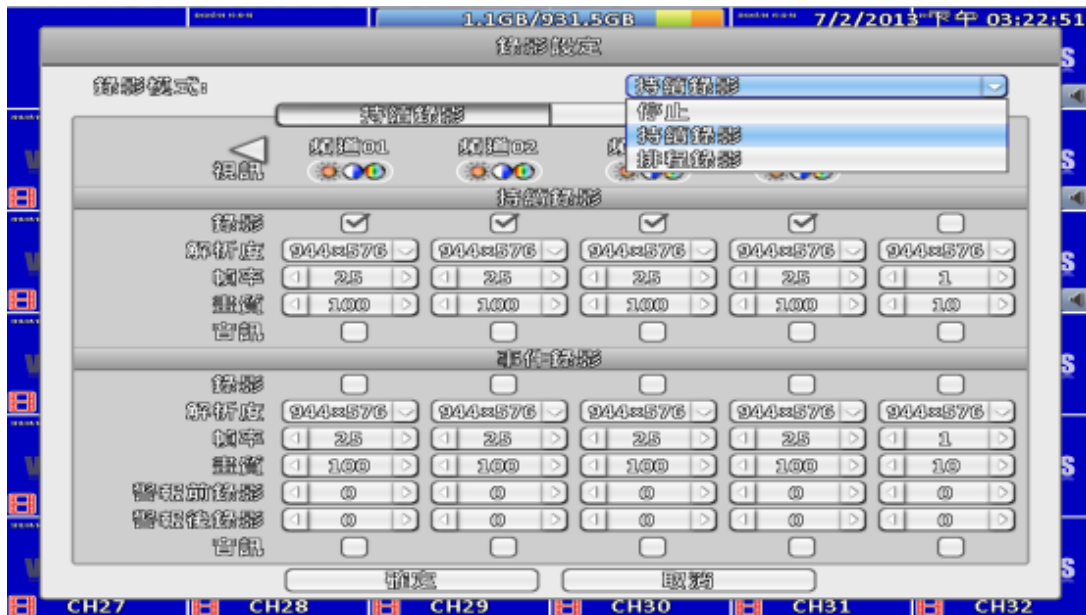 1.1GB/931.5GB 7/2/2013 下午 03:22:51
錄影設定
錄影模式: 持續錄影
停止
持續錄影
排程錄影
持續錄影
頻道01 頻道02
視訊
持續錄影
錄影
解析度 944x576 944x576 944x576 944x576 944x576
幀率 25 25 25 25 1
畫質 100 100 100 100 10
音訊
事件錄影
錄影
解析度 944x576 944x576 944x576 944x576 944x576
幀率 25 25 25 25 1
畫質 100 100 100 100 10
警報前錄影 0 0 0 0 0
警報後錄影 0 0 0 0 0
音訊
確定 取消
CH27 CH28 CH29 CH30 CH31 CH32